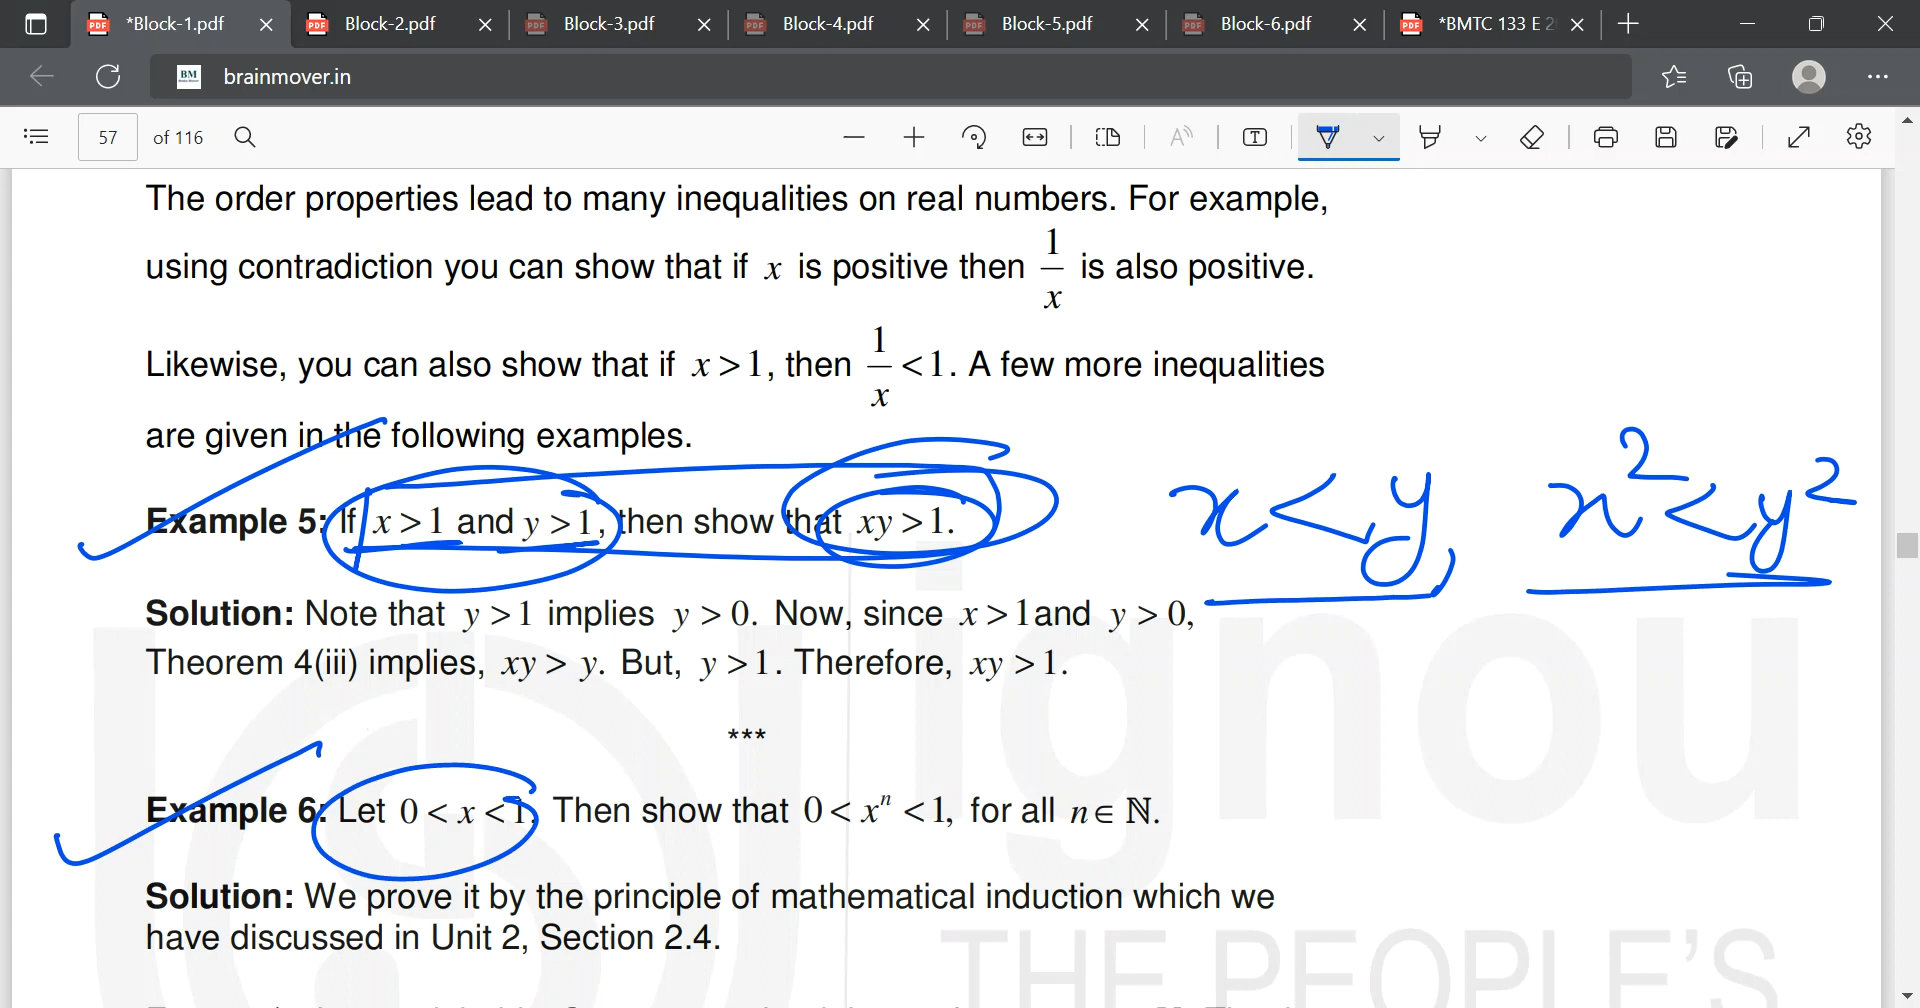 *Block-1.pdf Block-2.pdf Block-3.pdf Block-4.pdf Block-5.pdf Block-6.pdf *BMTC 133 E 2
BM brainmover.in
57 of 116
The order properties lead to many inequalities on real numbers. For example,
using contradiction you can show that if x is positive then 1/x is also positive.
Likewise, you can also show that if x > 1, then 1/x < 1. A few more inequalities
are given in the following examples.
Example 5: If x > 1 and y > 1, then show that xy > 1.
x < y, x² < y²
Solution: Note that y > 1 implies y > 0. Now, since x > 1 and y > 0,
Theorem 4(iii) implies, xy > y. But, y > 1. Therefore, xy > 1.
***
Example 6: Let 0 < x < 1. Then show that 0 < xⁿ < 1, for all n ∈ ℕ.
Solution: We prove it by the principle of mathematical induction which we
have discussed in Unit 2, Section 2.4.
ignou
THE PEOPLE'S